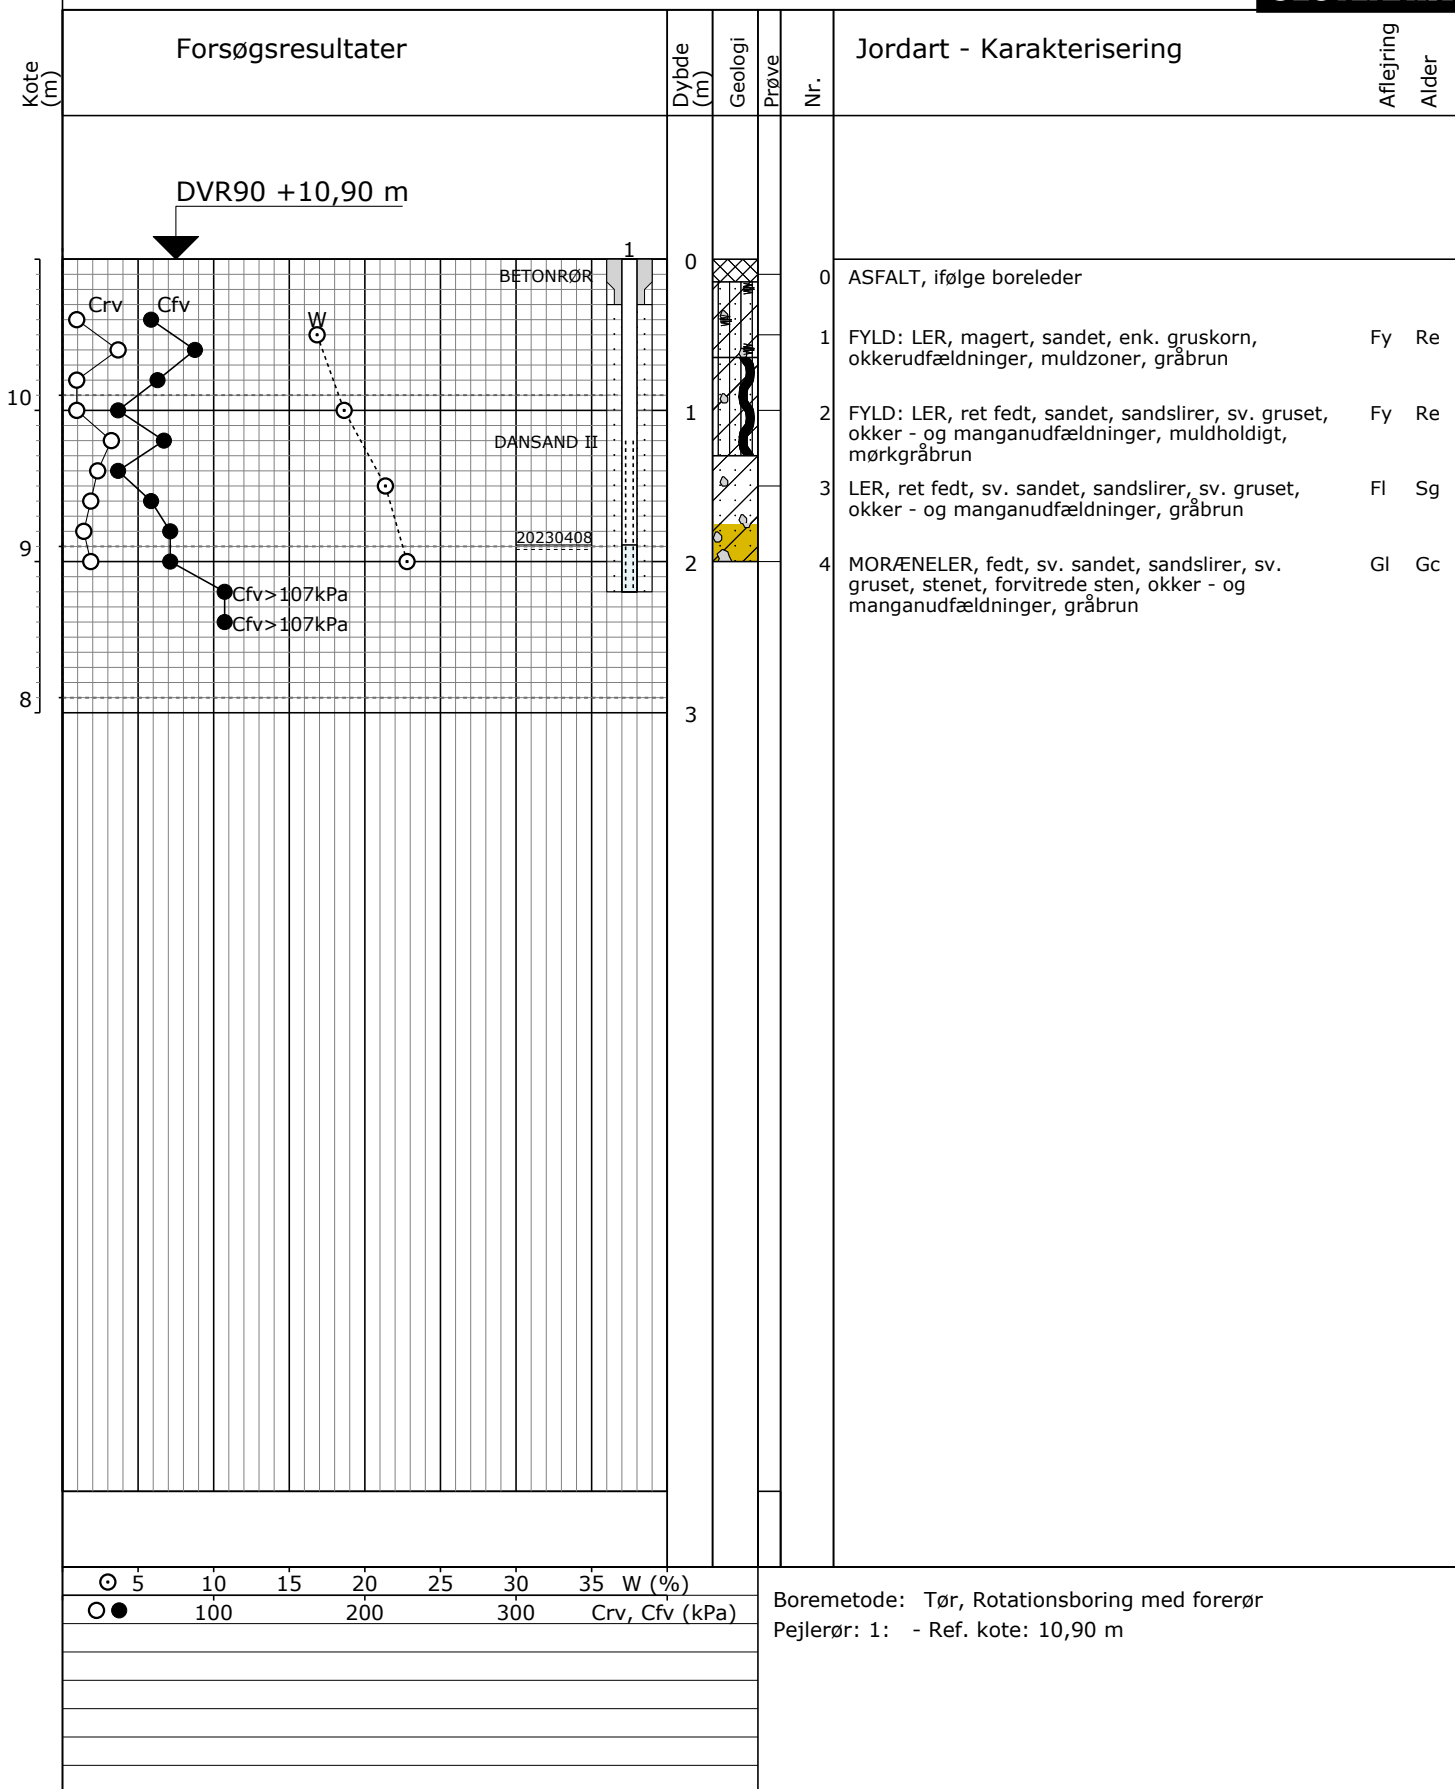 Forsøgsresultater
Kote
(m)
Dybde
(m)
Geologi
Prøve
Nr.
Jordart - Karakterisering
Aflejring
Alder
DVR90 +10,90 m
1
BETONRØR
0
0 ASFALT, ifølge boreleder
Crv Cfv
W
1 FYLD: LER, magert, sandet, enk. gruskorn, Fy Re
okkerudfældninger, muldzoner, gråbrun
10
1
2 FYLD: LER, ret fedt, sandet, sandslirer, sv. gruset, Fy Re
okker - og manganudfældninger, muldholdigt,
mørkgråbrun
DANSAND II
3 LER, ret fedt, sv. sandet, sandslirer, sv. gruset, Fl Sg
okker - og manganudfældninger, gråbrun
20230408
9
2
4 MORÆNELER, fedt, sv. sandet, sandslirer, sv. Gl Gc
gruset, stenet, forvitrede sten, okker - og
manganudfældninger, gråbrun
Cfv>107kPa
Cfv>107kPa
8
3
5 10 15 20 25 30 35 W (%)
100 200 300 Crv, Cfv (kPa)
Boremetode: Tør, Rotationsboring med forerør
Pejlerør: 1: - Ref. kote: 10,90 m